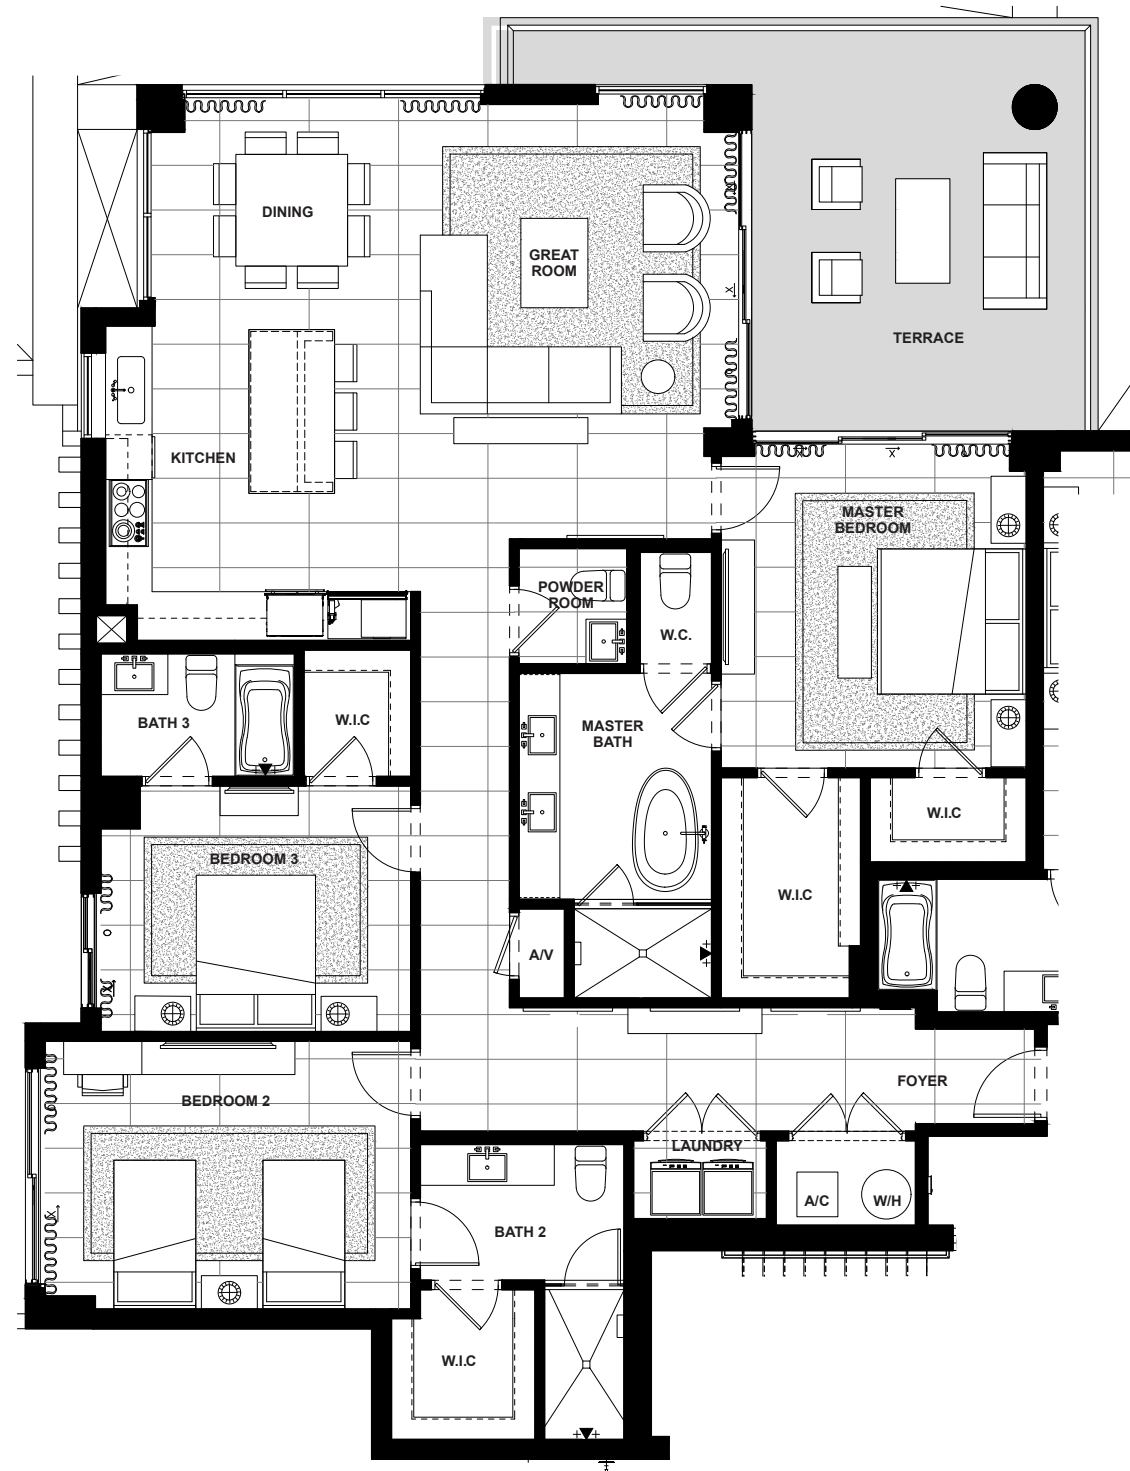 DINING
GREAT
ROOM
TERRACE
KITCHEN
MASTER
BEDROOM
POWDER
ROOM
W.C.
BATH 3
W.I.C
MASTER
BATH
W.I.C
BEDROOM 3
W.I.C
A/V
FOYER
BEDROOM 2
LAUNDRY
A/C
W/H
BATH 2
W.I.C
X
X
X
X
X
X